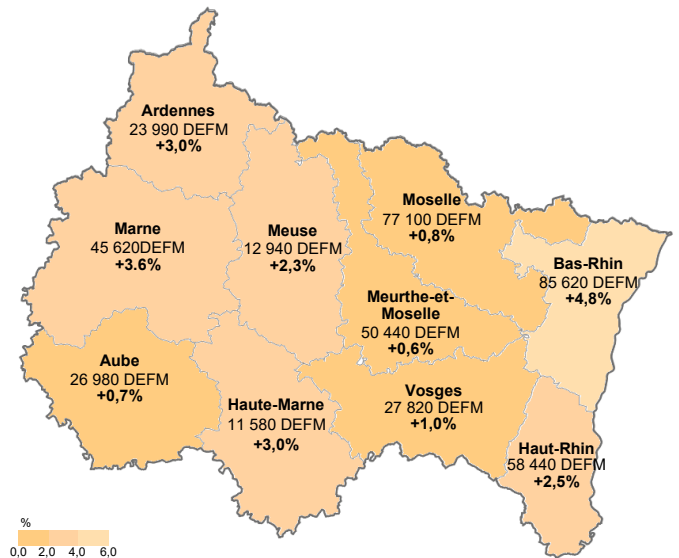 Ardennes
23 990 DEFM
+3,0%
Marne
45 620DEFM
+3.6%
Meuse
12 940 DEFM
+2,3%
Moselle
77 100 DEFM
+0,8%
Bas-Rhin
85 620 DEFM
+4,8%
Meurthe-et-
Moselle
50 440 DEFM
+0,6%
Aube
26 980 DEFM
+0,7%
Haute-Marne
11 580 DEFM
+3,0%
Vosges
27 820 DEFM
+1,0%
Haut-Rhin
58 440 DEFM
+2,5%
%
0,0 2,0 4,0 6,0